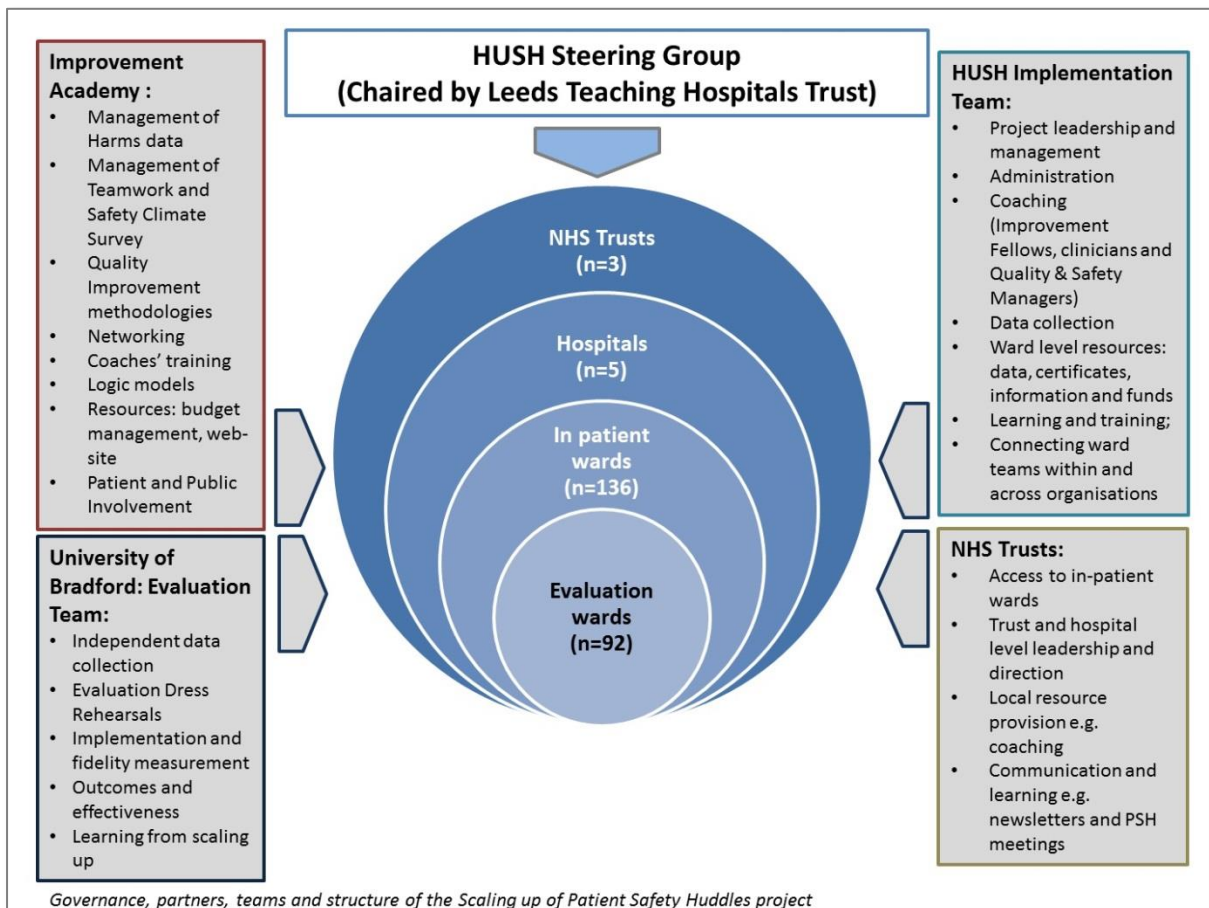 HUSH Steering Group
(Chaired by Leeds Teaching Hospitals Trust)
Improvement
Academy :
• Management of
Harms data
• Management of
Teamwork and
Safety Climate
Survey
• Quality
Improvement
methodologies
• Networking
• Coaches’ training
• Logic models
• Resources: budget
management, web-
site
• Patient and Public
Involvement
University of
Bradford: Evaluation
Team:
• Independent data
collection
• Evaluation Dress
Rehearsals
• Implementation and
fidelity measurement
• Outcomes and
effectiveness
• Learning from scaling
up
NHS Trusts
(n=3)
Hospitals
(n=5)
In patient
wards
(n=136)
Evaluation
wards
(n=92)
HUSH Implementation
Team:
• Project leadership and
management
• Administration
• Coaching
(Improvement
Fellows, clinicians and
Quality & Safety
Managers)
• Data collection
• Ward level resources:
data, certificates,
information and funds
• Learning and training;
• Connecting ward
teams within and
across organisations
NHS Trusts:
• Access to in-patient
wards
• Trust and hospital
level leadership and
direction
• Local resource
provision e.g.
coaching
• Communication and
learning e.g.
newsletters and PSH
meetings
Governance, partners, teams and structure of the Scaling up of Patient Safety Huddles project